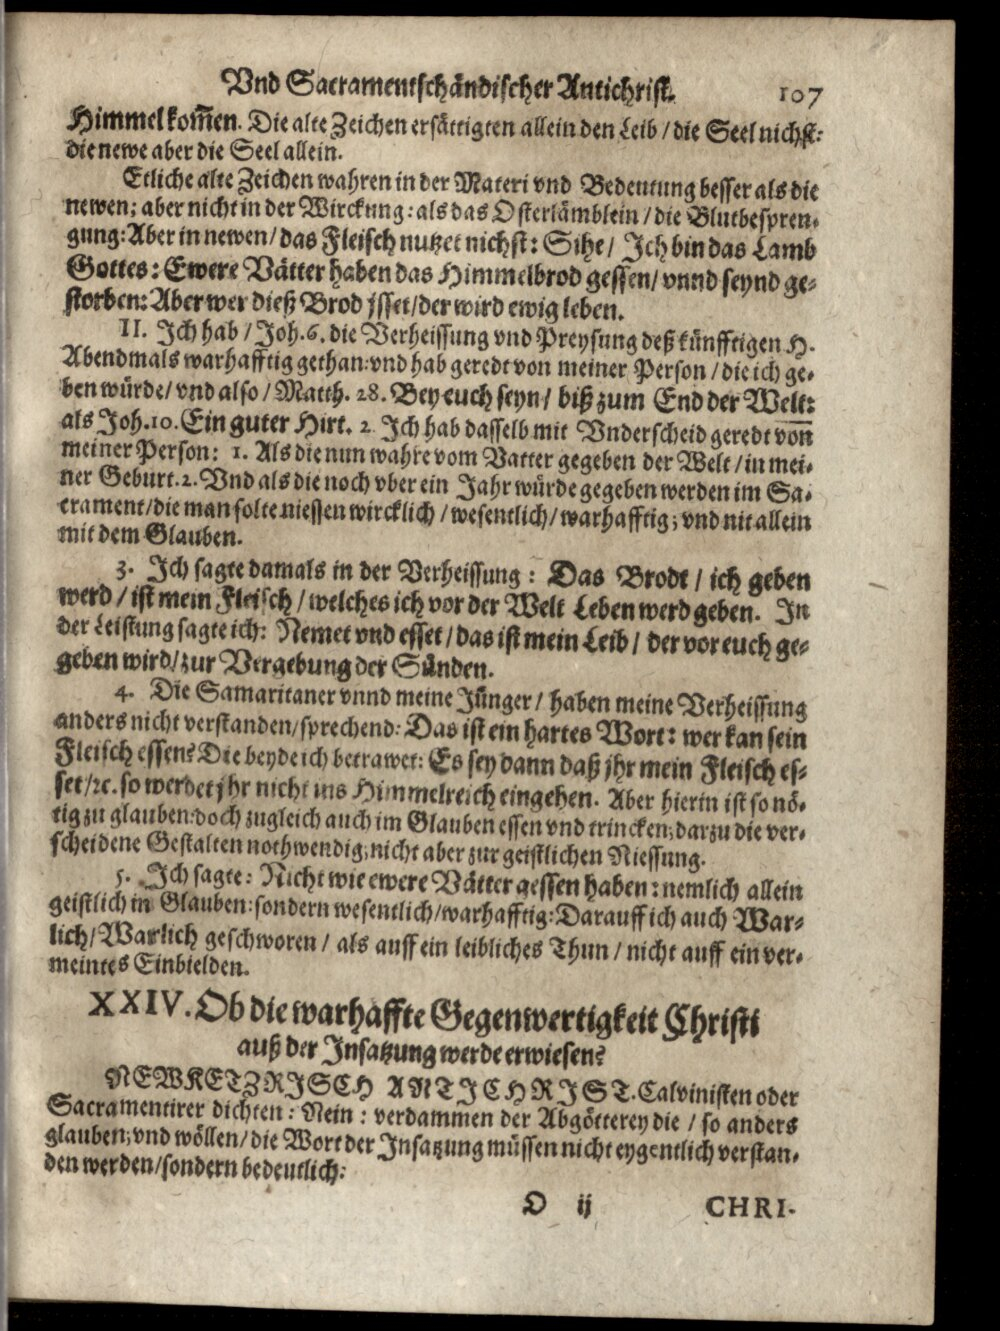 Vnd Sacramentschändischer Antichrist. 107
Himmel kom̃en. Die alte Zeichen ersättigten allein den Leib / die Seel nichst:
die newe aber die Seel allein.
Etliche alte Zeichen wahren in der Materi vnd Bedeutung besser als die
newen; aber nicht in der Wirckung: als das Osterlämblein / die Blutbespren-
gung: Aber in newen / das Fleisch nutzet nichst: Sihe / Ich bin das Lamb
Gottes: Ewere Vätter haben das Himmelbrod gessen / vnnd seynd ge-
storben: Aber wer dieß Brod jsset / der wird ewig leben.
II. Ich hab / Joh. 6. die Verheissung vnd Preysung deß künfftigen H.
Abendmals warhafftig gethan: vnd hab geredt von meiner Person / die ich ge-
ben würde / vnd also / Matth. 28. Bey euch seyn / biß zum End der Welt:
als Joh. 10. Ein guter Hirt. 2 Ich hab dasselb mit Vnderscheid geredt von
meiner Person: 1. Als die nun wahre vom Vatter gegeben der Welt / in mei-
ner Geburt. 2. Vnd als die noch vber ein Jahr würde gegeben werden im Sa-
crament / die man solte niessen wircklich / wesentlich / warhafftig; vnd nit allein
mit dem Glauben.
3. Ich sagte damals in der Verheissung: Das Brodt / ich geben
werd / ist mein Fleisch / welches ich vor der Welt Leben werd geben. In
der Leistung sagte ich: Nemet vnd esset / das ist mein Leib / der vor euch ge-
geben wird / zur Vergebung der Sünden.
4. Die Samaritaner vnnd meine Jünger / haben meine Verheissung
anders nicht verstanden / sprechend: Das ist ein hartes Wort: wer kan sein
Fleisch essen? Die beyde ich betrawet: Es sey dann daß jhr mein Fleisch es-
set / ꝛc. so werdet jhr nicht ins Himmelreich eingehen. Aber hierin ist so nö-
tig zu glauben: doch zugleich auch im Glauben essen vnd trincken; darzu die ver-
scheidene Gestalten nothwendig; nicht aber zur geistlichen Niessung.
5. Ich sagte: Nicht wie ewere Vätter gessen haben: nemlich allein
geistlich in Glauben: sondern wesentlich / warhafftig: Darauff ich auch War-
lich / Warlich geschworen / als auff ein leibliches Thun / nicht auff ein ver-
meintes Einbielden.
XXIV. Ob die warhaffte Gegenwertigkeit Christi
auß der Insatzung werde erwiesen?
NEWKETZRISCH ANTICHRIST. Calvinisten oder
Sacramentirer dichten: Nein: verdammen der Abgötterey die / so anders
glauben; vnd wöllen / die Wort der Insatzung müssen nicht eygentlich verstan-
den werden / sondern bedeutlich:
O ij CHRI-